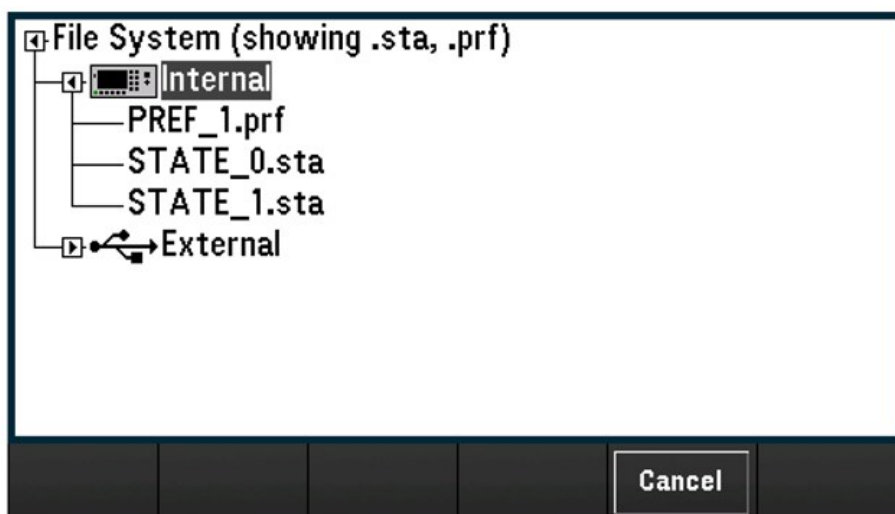 File System (showing .sta, .prf)
Internal
PREF_1.prf
STATE_0.sta
STATE_1.sta
External
Cancel